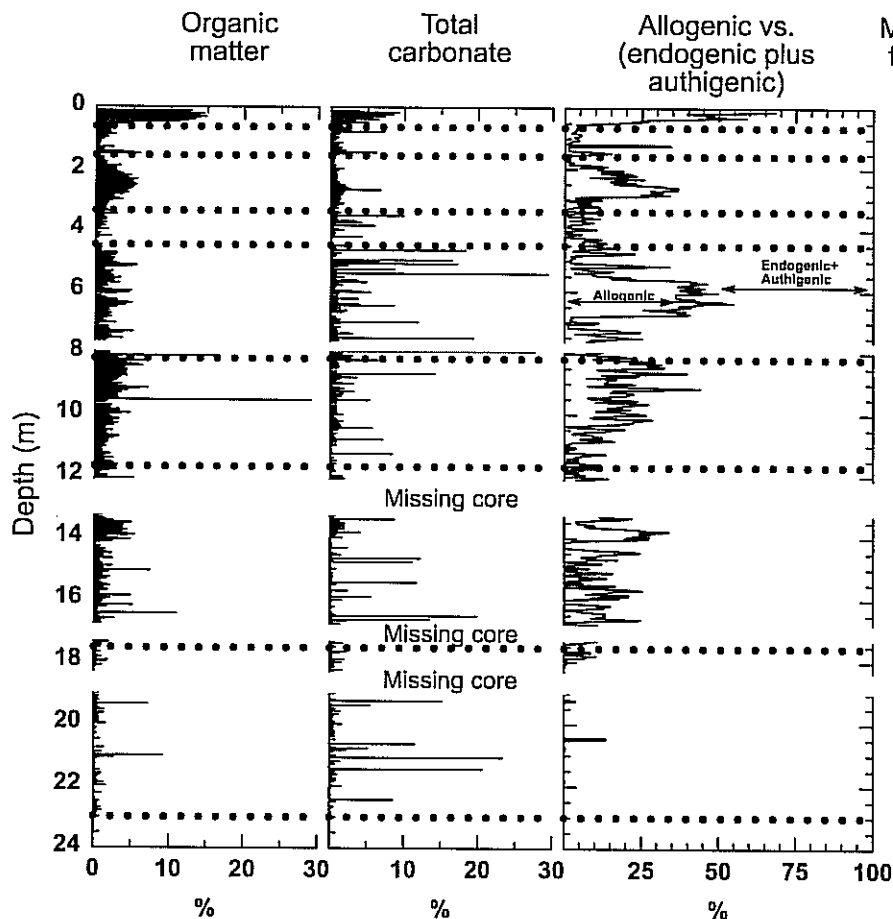 Organic
matter
Total
carbonate
Allogenic vs.
(endogenic plus
authigenic)
M
f
Depth (m)
0
2
4
6
8
10
12
14
16
18
20
22
24
Endogenic+
Authigenic
Allogenic
Missing core
Missing core
Missing core
0 10 20 30
0 10 20 30
25 50 75 100
% % %